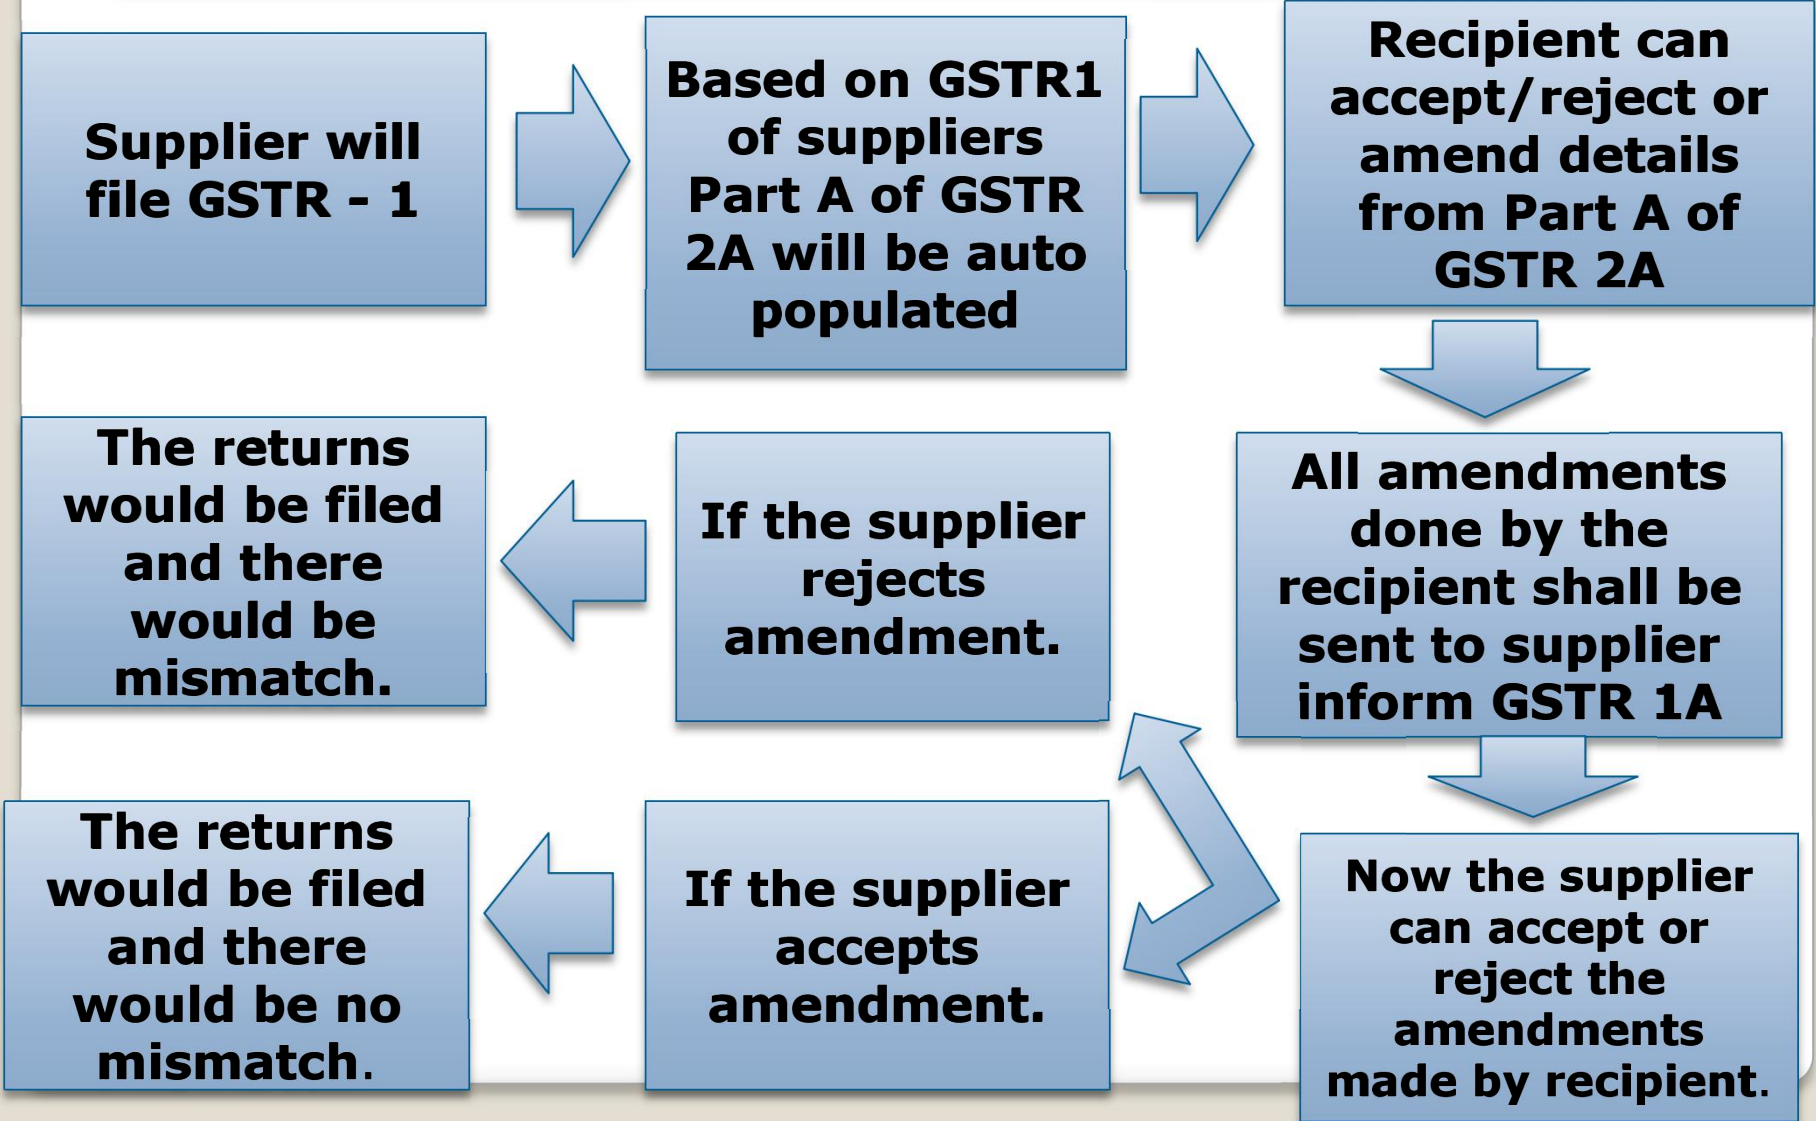 Supplier will
file GSTR - 1
Based on GSTR1
of suppliers
Part A of GSTR
2A will be auto
populated
Recipient can
accept/reject or
amend details
from Part A of
GSTR 2A
All amendments
done by the
recipient shall be
sent to supplier
inform GSTR 1A
Now the supplier
can accept or
reject the
amendments
made by recipient.
If the supplier
rejects
amendment.
The returns
would be filed
and there
would be
mismatch.
If the supplier
accepts
amendment.
The returns
would be filed
and there
would be no
mismatch.